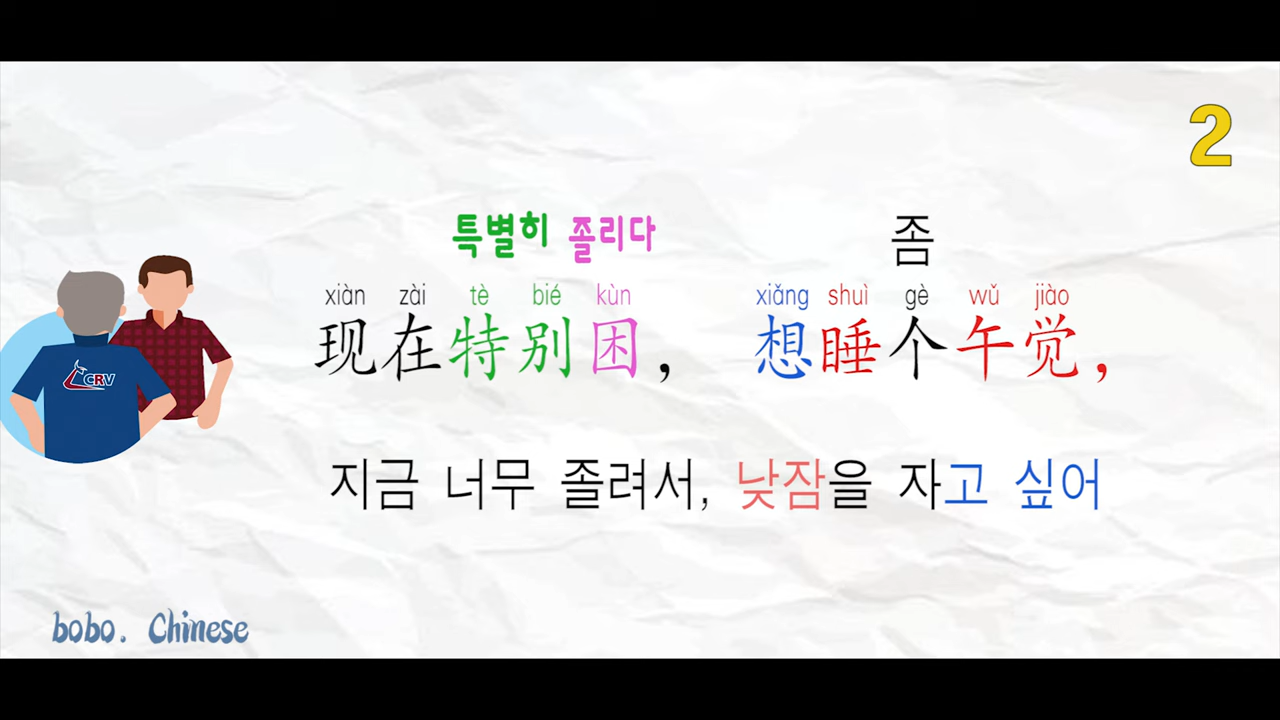 2
특별히 졸리다 좀
xiàn zài tè bié kùn xiǎng shuì gè wǔ jiào
现在特别困， 想睡个午觉，
지금 너무 졸려서, 낮잠을 자고 싶어
CRV
bobo. Chinese